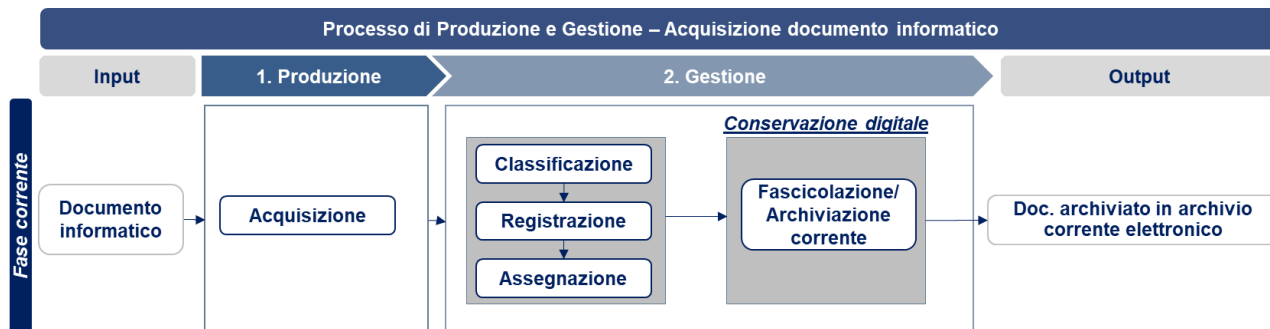 Processo di Produzione e Gestione – Acquisizione documento informatico
Input
1. Produzione
2. Gestione
Output
Fase corrente
Documento
informatico
Acquisizione
Classificazione
Registrazione
Assegnazione
Conservazione digitale
Fascicolazione/
Archiviazione
corrente
Doc. archiviato in archivio
corrente elettronico